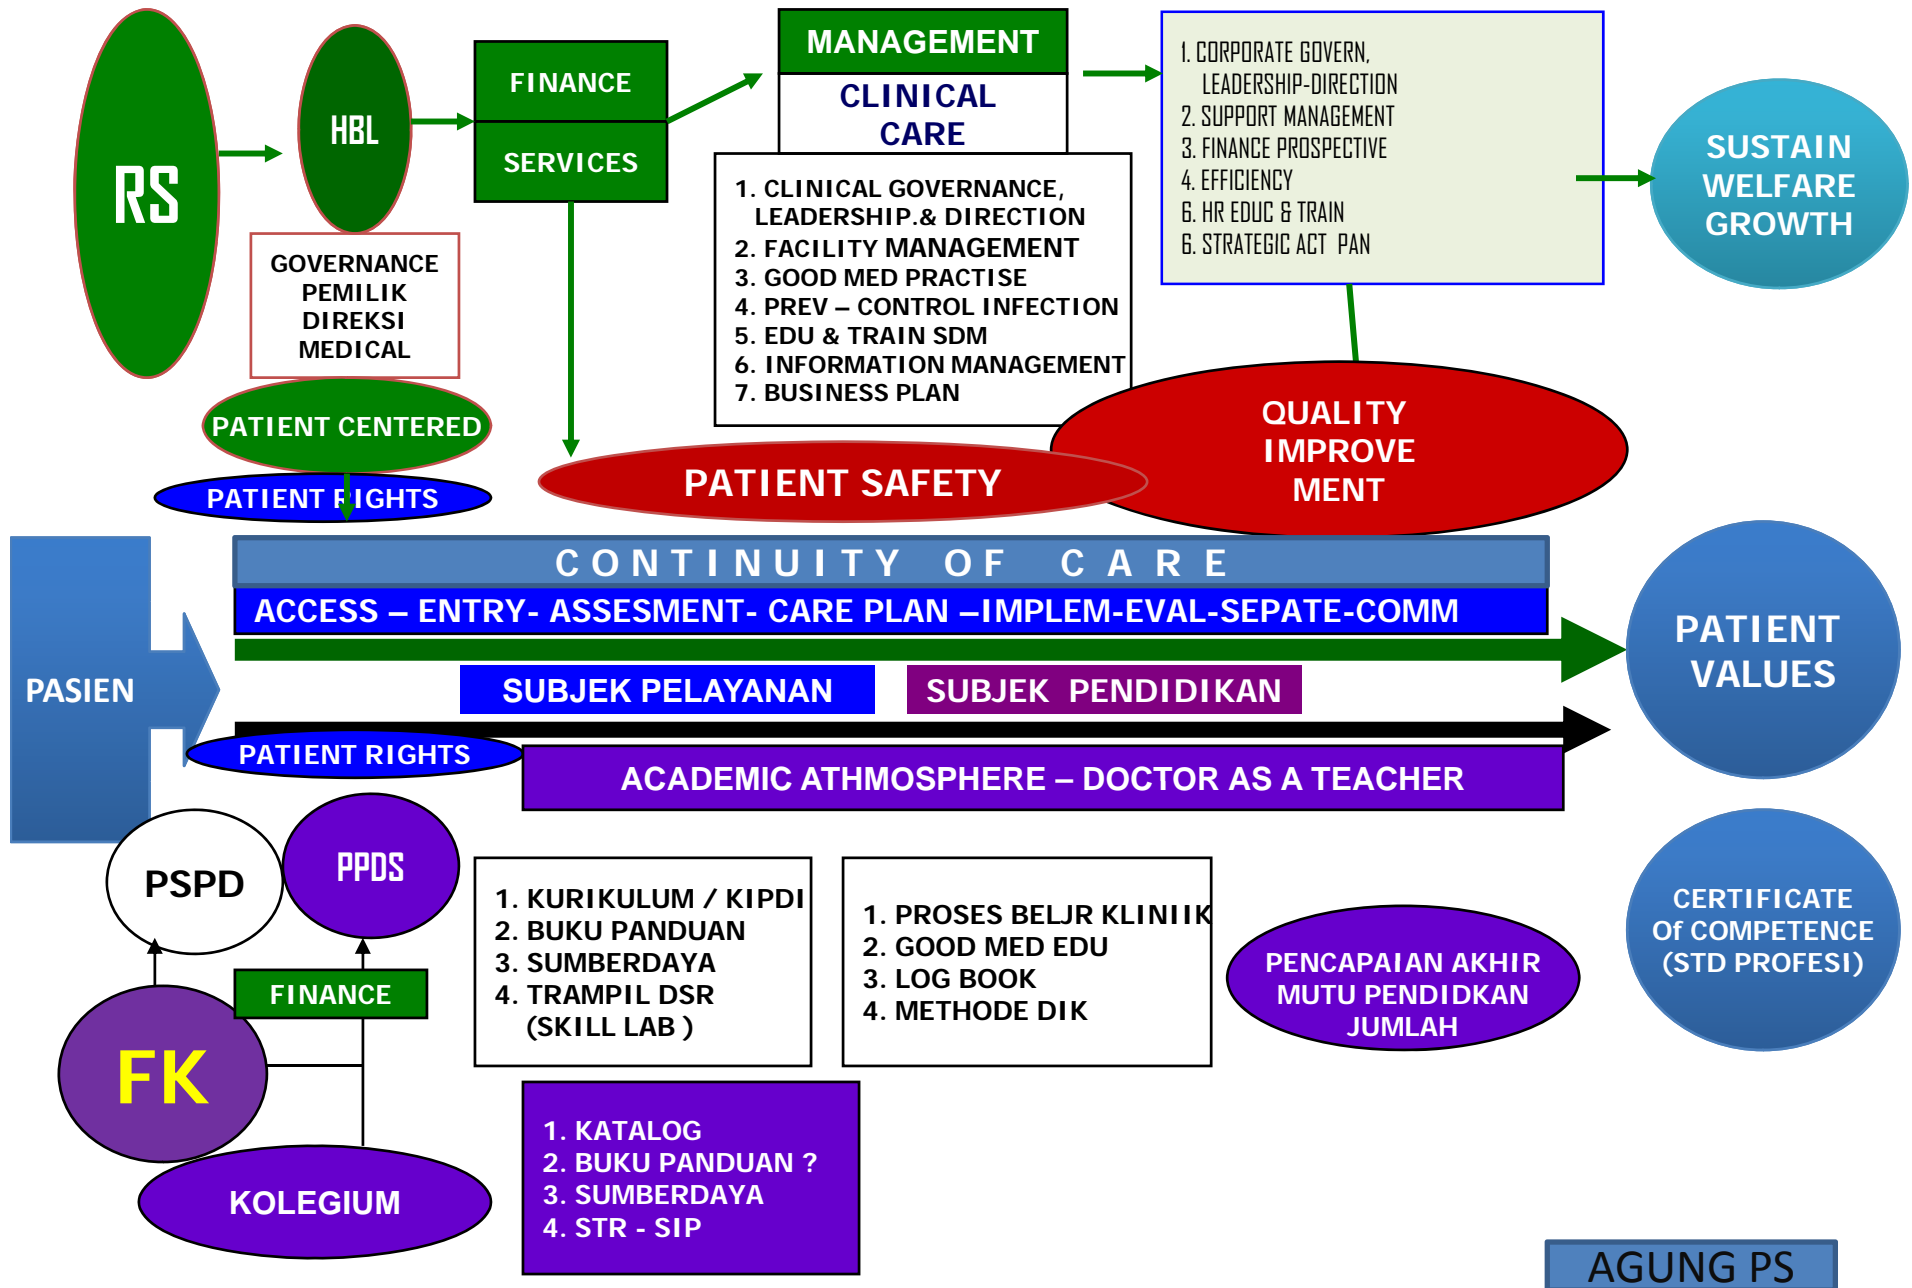 RS
HBL
GOVERNANCE
PEMILIK
DIREKSI
MEDICAL
PATIENT CENTERED
PATIENT RIGHTS
FINANCE
SERVICES
MANAGEMENT
CLINICAL
CARE
1. CLINICAL GOVERNANCE,
LEADERSHIP.& DIRECTION
2. FACILITY MANAGEMENT
3. GOOD MED PRACTISE
4. PREV – CONTROL INFECTION
5. EDU & TRAIN SDM
6. INFORMATION MANAGEMENT
7. BUSINESS PLAN
1. CORPORATE GOVERN,
LEADERSHIP-DIRECTION
2. SUPPORT MANAGEMENT
3. FINANCE PROSPECTIVE
4. EFFICIENCY
6. HR EDUC & TRAIN
6. STRATEGIC ACT PAN
SUSTAIN
WELFARE
GROWTH
PATIENT SAFETY
QUALITY
IMPROVE
MENT
PASIEN
CONTINUITY OF CARE
ACCESS – ENTRY- ASSESMENT- CARE PLAN –IMPLEM-EVAL-SEPATE-COMM
SUBJEK PELAYANAN
SUBJEK PENDIDIKAN
PATIENT RIGHTS
ACADEMIC ATHMOSPHERE – DOCTOR AS A TEACHER
PATIENT
VALUES
PSPD
PPDS
FINANCE
FK
KOLEGIUM
1. KURIKULUM / KIPDI
2. BUKU PANDUAN
3. SUMBERDAYA
4. TRAMPIL DSR
(SKILL LAB )
1. PROSES BELJR KLINIIK
2. GOOD MED EDU
3. LOG BOOK
4. METHODE DIK
PENCAPAIAN AKHIR
MUTU PENDIDKAN
JUMLAH
CERTIFICATE
Of COMPETENCE
(STD PROFESI)
1. KATALOG
2. BUKU PANDUAN ?
3. SUMBERDAYA
4. STR - SIP
AGUNG PS